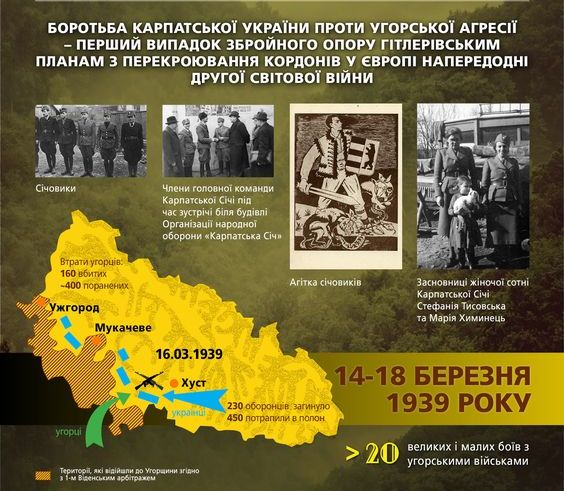 БОРОТЬБА КАРПАТСЬКОЇ УКРАЇНИ ПРОТИ УГОРСЬКОЇ АГРЕСІЇ
– ПЕРШИЙ ВИПАДОК ЗБРОЙНОГО ОПОРУ ГІТЛЕРІВСЬКИМ
ПЛАНАМ З ПЕРЕКРОЮВАННЯ КОРДОНІВ У ЄВРОПІ НАПЕРЕДОДНІ
ДРУГОЇ СВІТОВОЇ ВІЙНИ
Січовики
Члени головної команди
Карпатської Січі під
час зустрічі біля будівлі
Організації народної
оборони «Карпатська Січ»
Агітка січовиків
Засновниці жіночої сотні
Карпатської Січі
Стефанія Тисовська
та Марія Химинець
Втрати угорців:
160 вбитих
~400 поранених
Ужгород
Мукачеве
16.03.1939
Хуст
українці
угорці
230 оборонців загинуло
450 потрапили в полон
14-18 БЕРЕЗНЯ
1939 РОКУ
> 20 великих і малих боїв з
угорськими військами
Території, які відійшли до Угорщини згідно
з 1-м Віденським арбітражем